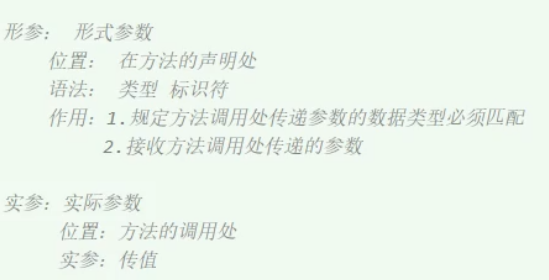 形参： 形式参数
位置： 在方法的声明处
语法： 类型 标识符
作用：1.规定方法调用处传递参数的数据类型必须匹配
2.接收方法调用处传递的参数
实参：实际参数
位置：方法的调用处
实参：传值